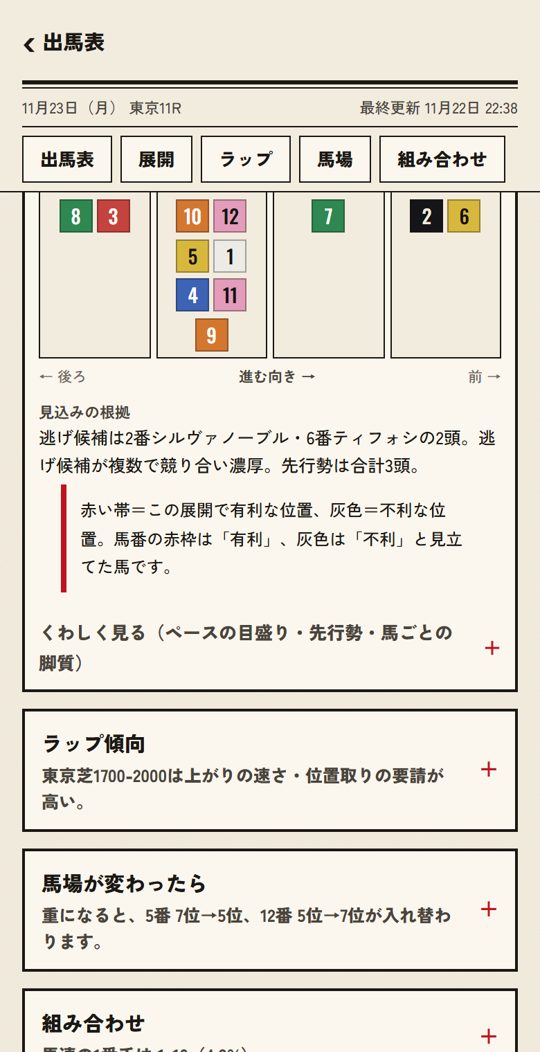 出馬表
11月23日（月） 東京11R
最終更新 11月22日 22:38
出馬表 展開 ラップ 馬場 組み合わせ
8 3 10 12 7 2 6
5 1
4 11
9
← 後ろ 進む向き → 前 →
見込みの根拠
逃げ候補は2番シルヴァノーブル・6番ティフォシの2頭。逃
げ候補が複数で競り合い濃厚。先行勢は合計3頭。
赤い帯＝この展開で有利な位置、灰色＝不利な位
置。馬番の赤枠は「有利」、灰色は「不利」と見立
てた馬です。
くわしく見る（ペースの目盛り・先行勢・馬ごとの
脚質）
+
ラップ傾向
東京芝1700-2000は上がりの速さ・位置取りの要請が
高い。
+
馬場が変わったら
重になると、5番 7位→5位、12番 5位→7位が入れ替わ
ります。
+
組み合わせ
+